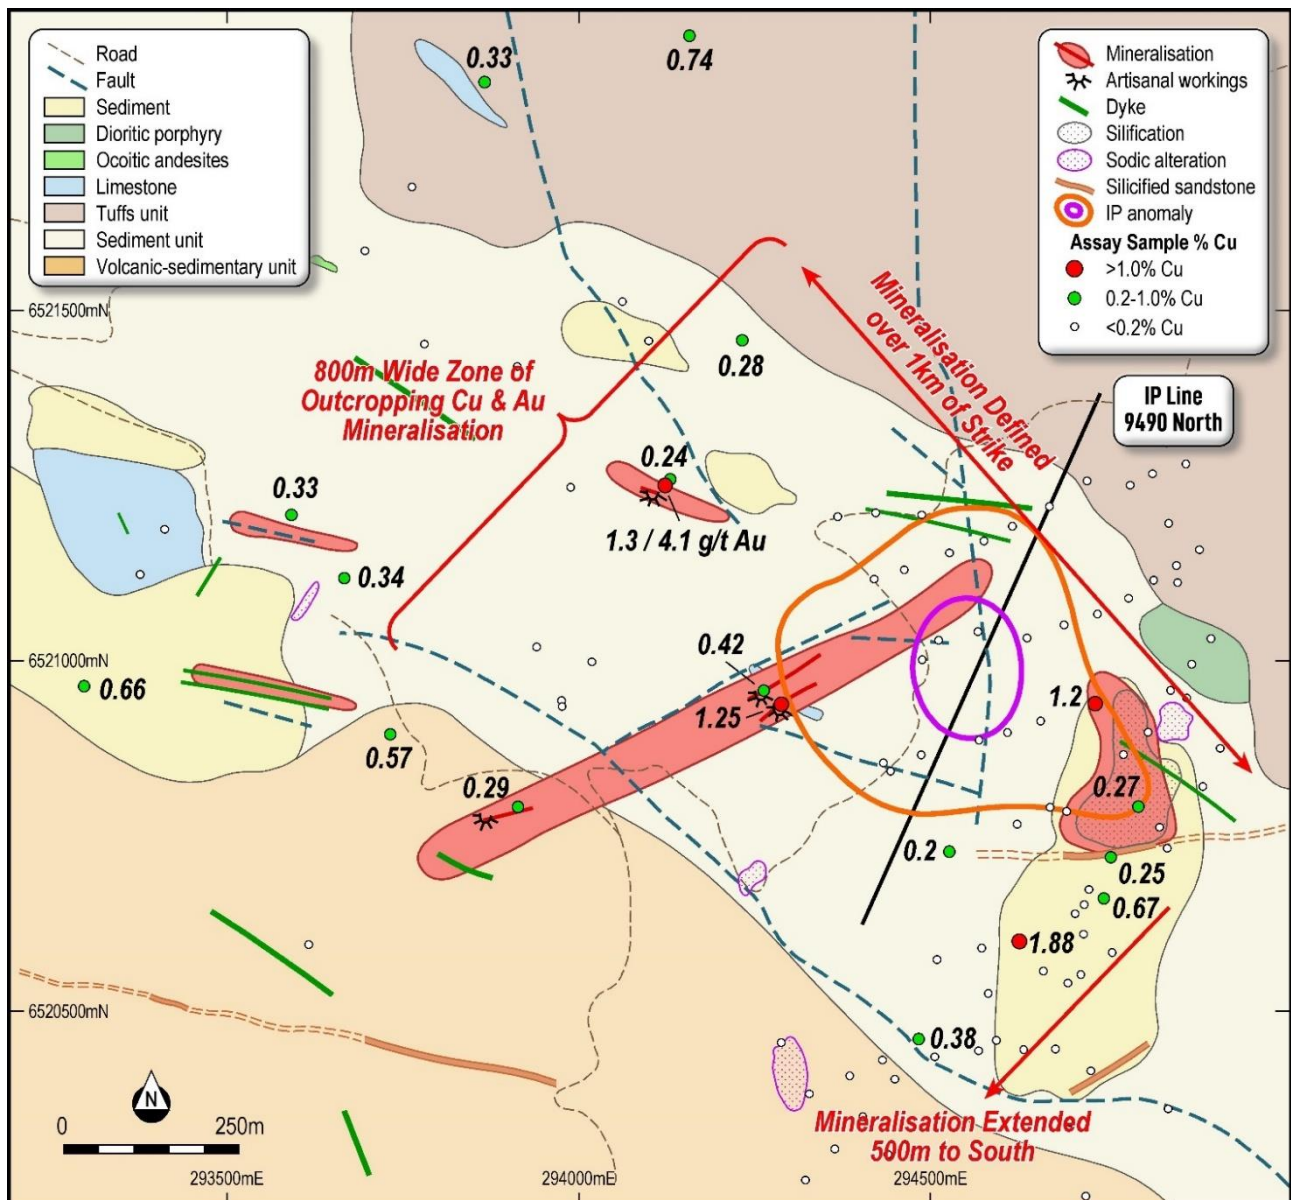 Road
Fault
Sediment
Dioritic porphyry
Ocoitic andesites
Limestone
Tuffs unit
Sediment unit
Volcanic-sedimentary unit
Mineralisation
Artisanal workings
Dyke
Silification
Sodic alteration
Silicified sandstone
IP anomaly
Assay Sample % Cu
>1.0% Cu
0.2-1.0% Cu
<0.2% Cu
IP Line
9490 North
0.33
0.74
6521500mN
0.28
800m Wide Zone of
Outcropping Cu & Au
Mineralisation
Mineralisation Defined
over 1km of Strike
0.24
1.3 / 4.1 g/t Au
0.33
0.34
6521000mN
0.66
0.42
1.25
1.2
0.57
0.29
0.27
0.2
0.25
0.67
1.88
6520500mN
0.38
N
0
250m
Mineralisation Extended
500m to South
293500mE
294000mE
294500mE